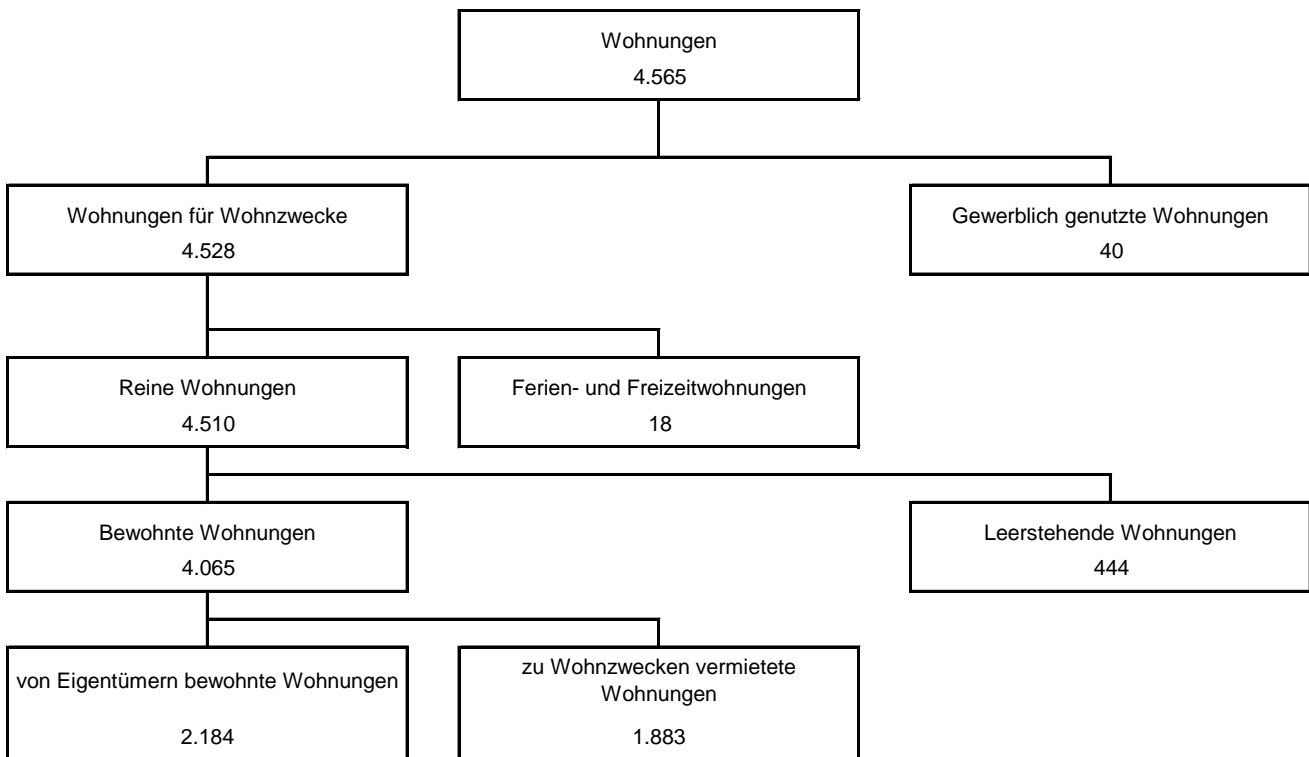 Wohnungen
4.565
Wohnungen für Wohnzwecke
4.528
Gewerblich genutzte Wohnungen
40
Reine Wohnungen
4.510
Ferien- und Freizeitwohnungen
18
Bewohnte Wohnungen
4.065
Leerstehende Wohnungen
444
von Eigentümern bewohnte Wohnungen
2.184
zu Wohnzwecken vermietete
Wohnungen
1.883